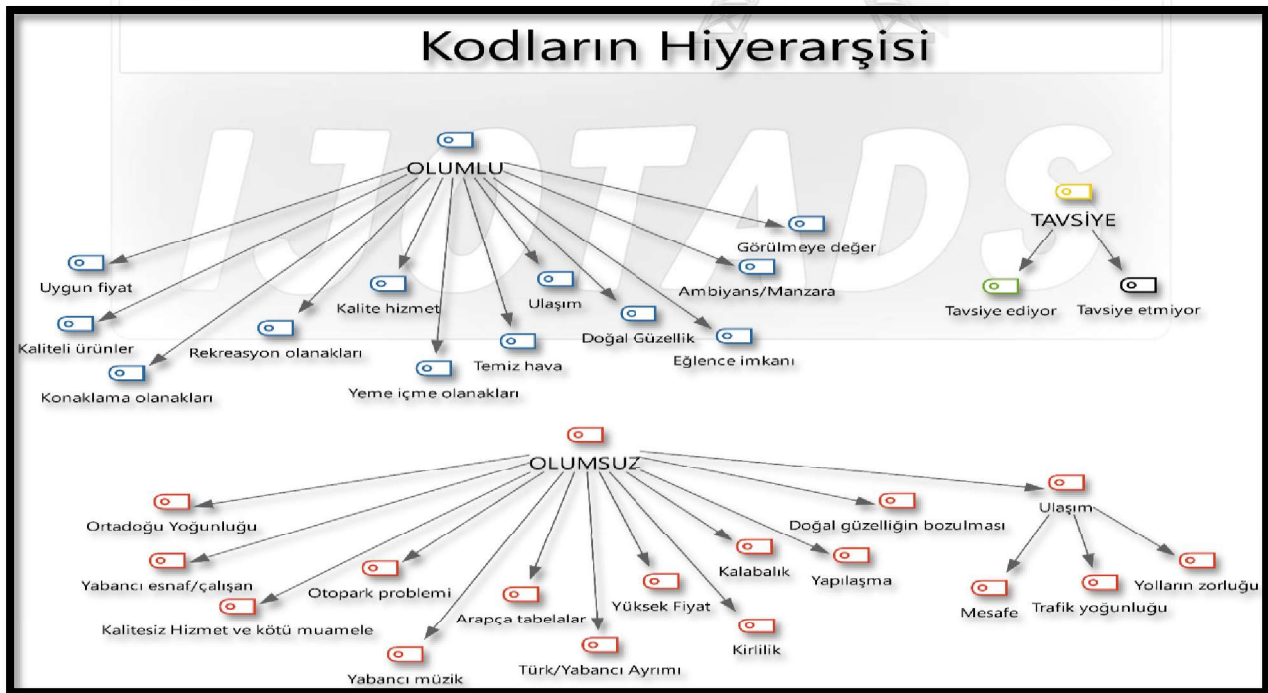 Kodların Hiyerarşisi
IJOTADS
OLUMLU
TAVSİYE
Görülmeye değer
Uygun fiyat
Kalite hizmet
Ulaşım
Ambiyans/Manzara
Tavsiye ediyor
Tavsiye etmiyor
Kaliteli ürünler
Rekreasyon olanakları
Doğal Güzellik
Temiz hava
Eğlence imkanı
Konaklama olanakları
Yeme içme olanakları
OLUMSUZ
Ortadoğu Yoğunluğu
Doğal güzelliğin bozulması
Ulaşım
Yabancı esnaf/çalışan
Otopark problemi
Kalabalık
Yapılaşma
Yolların zorluğu
Kalitesiz Hizmet ve kötü muamele
Arapça tabelalar
Yüksek Fiyat
Mesafe
Trafik yoğunluğu
Kirlilik
Yabancı müzik
Türk/Yabancı Ayrımı